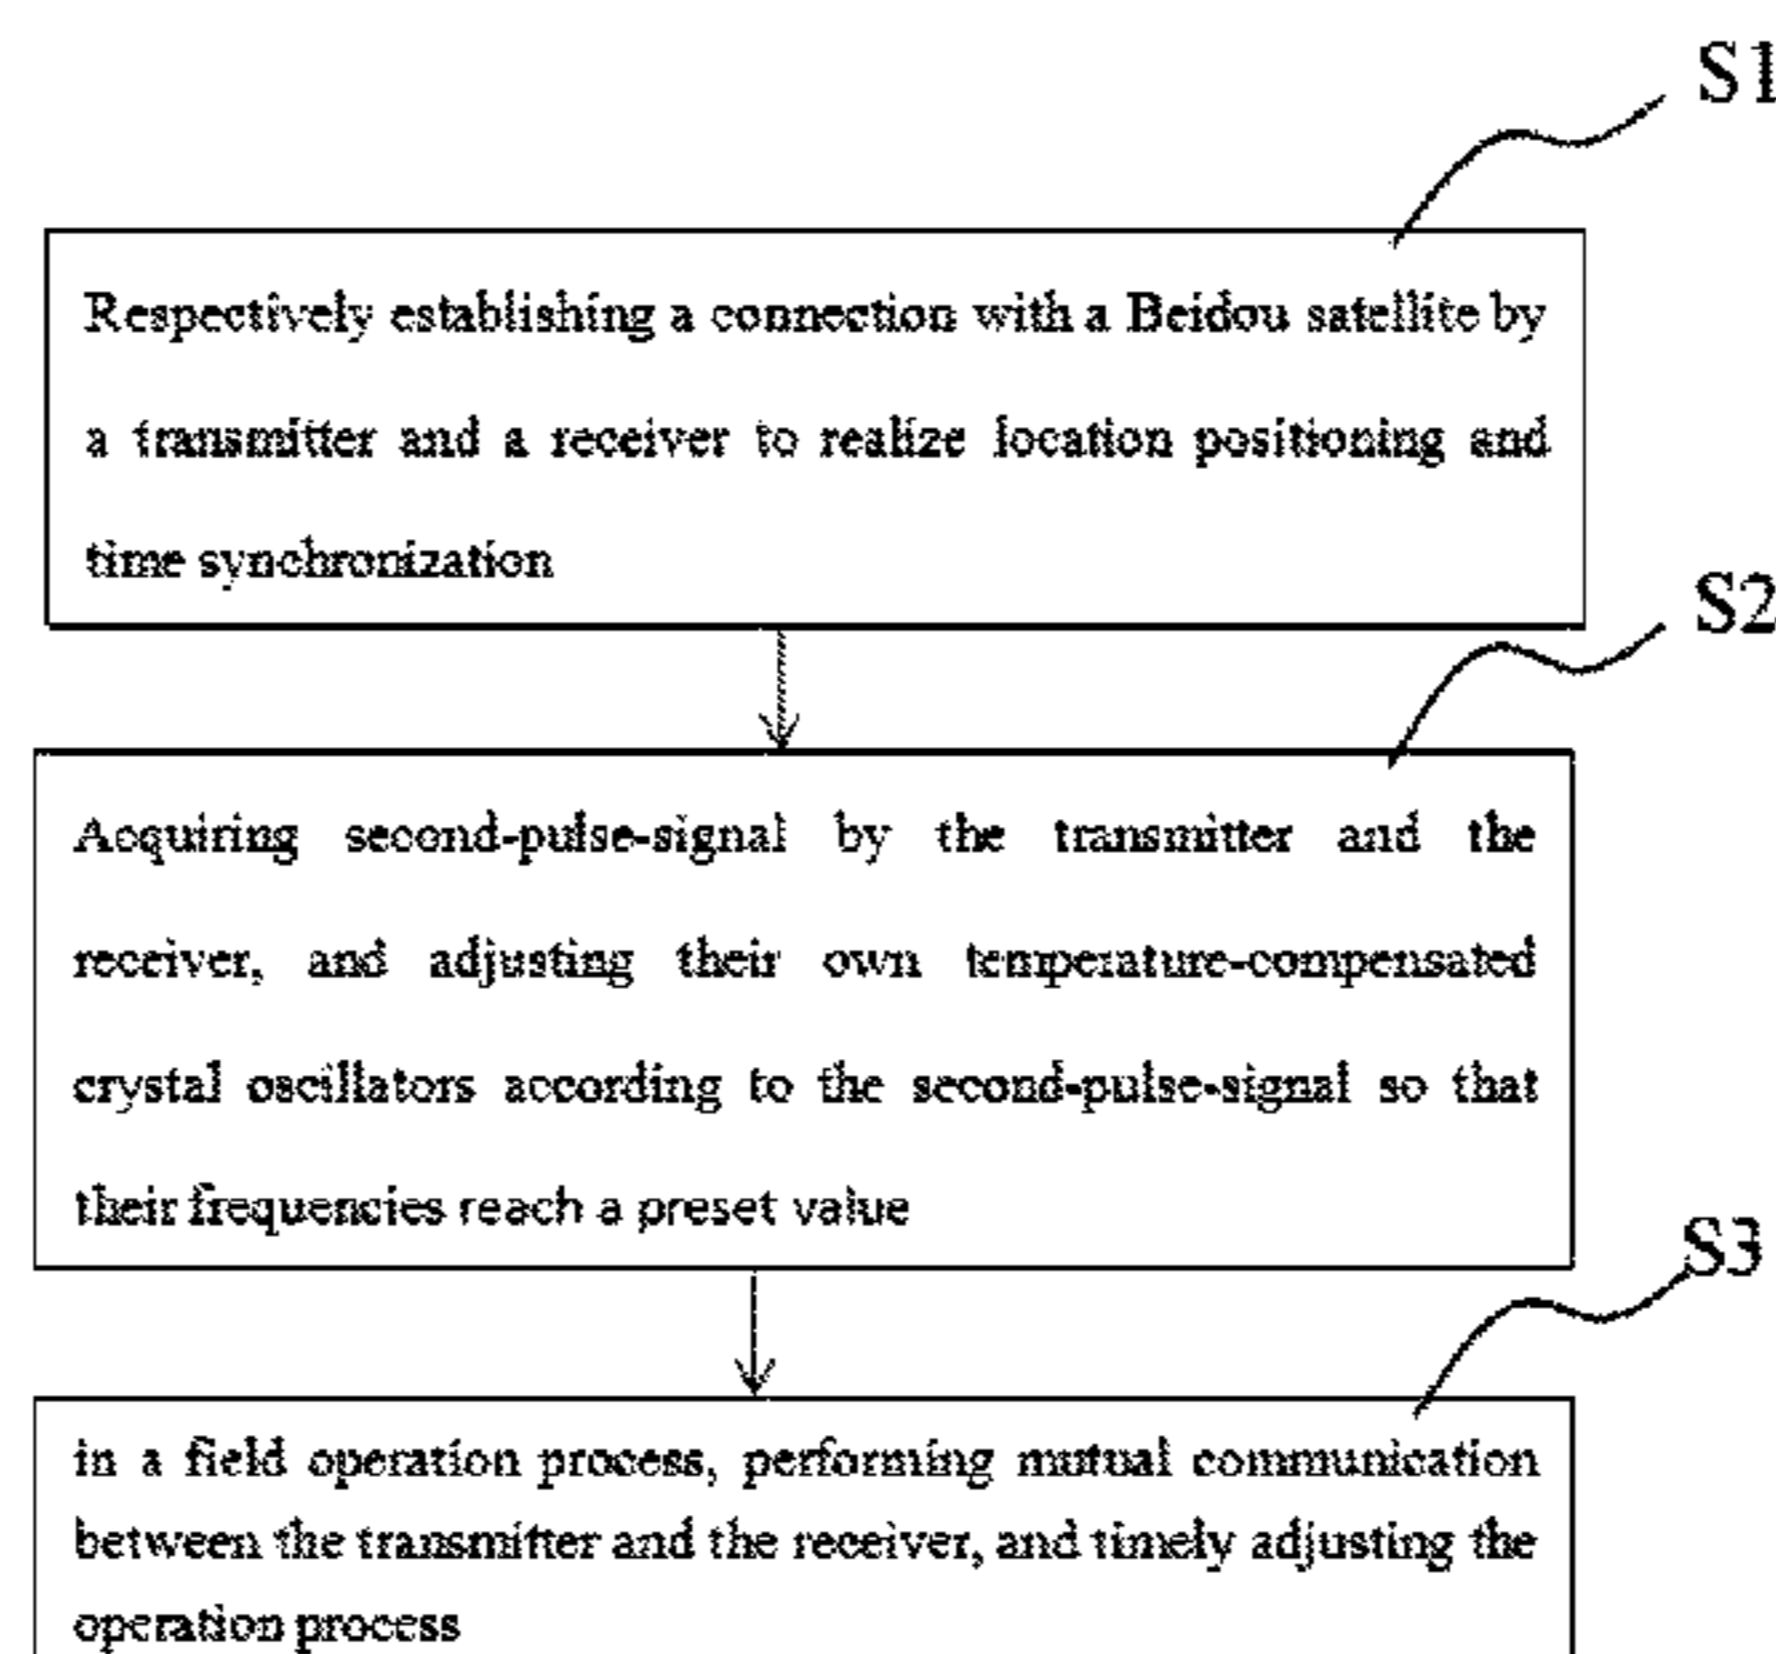 S1
Respectively establishing a connection with a Beidou satellite by
a transmitter and a receiver to realize location positioning and
time synchronization
S2
Acquiring second-pulse-signal by the transmitter and the
receiver, and adjusting their own temperature-compensated
crystal oscillators according to the second-pulse-signal so that
their frequencies reach a preset value
S3
in a field operation process, performing mutual communication
between the transmitter and the receiver, and timely adjusting the
operation process